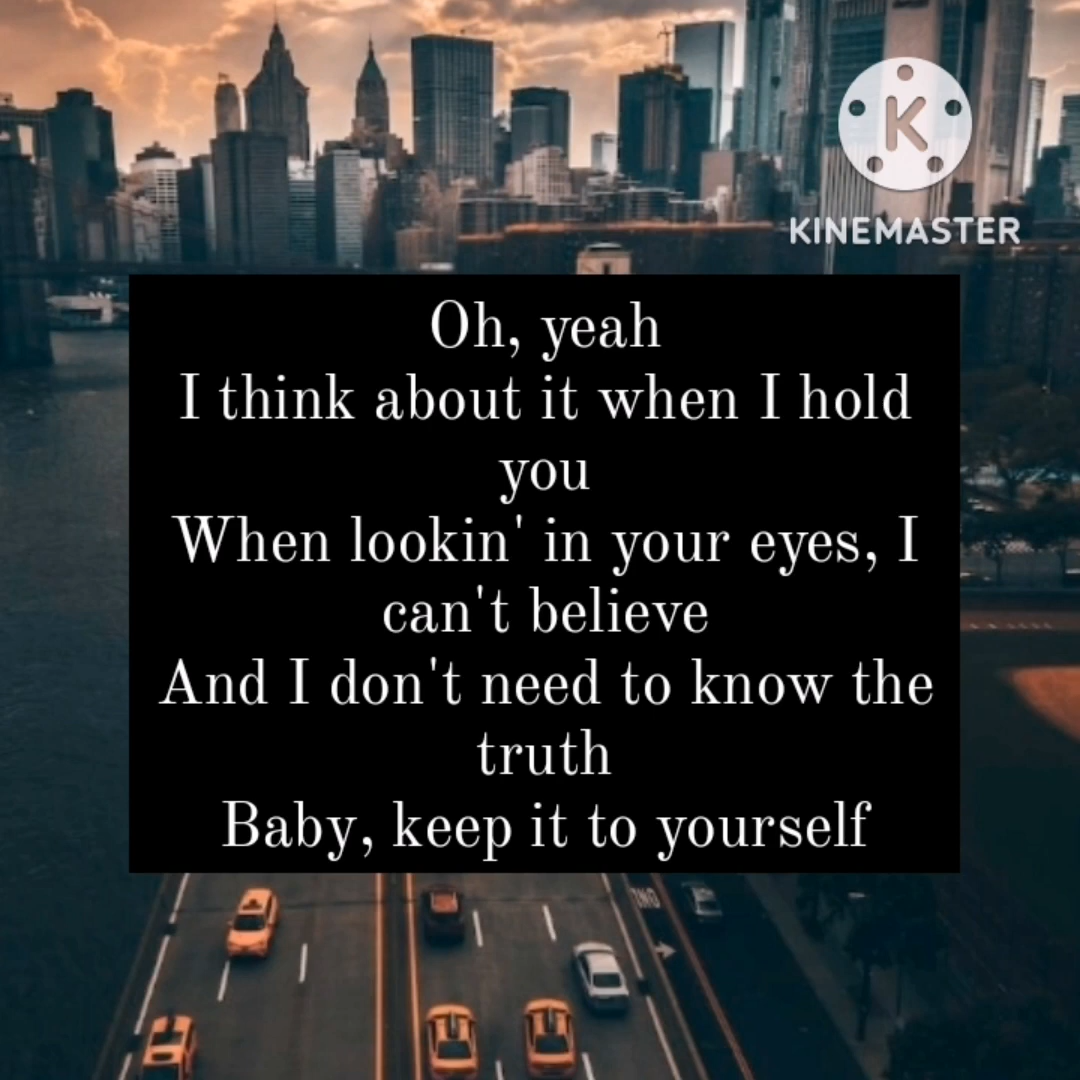 K
KINEMASTER
Oh, yeah
I think about it when I hold
you
When lookin' in your eyes, I
can't believe
And I don't need to know the
truth
Baby, keep it to yourself